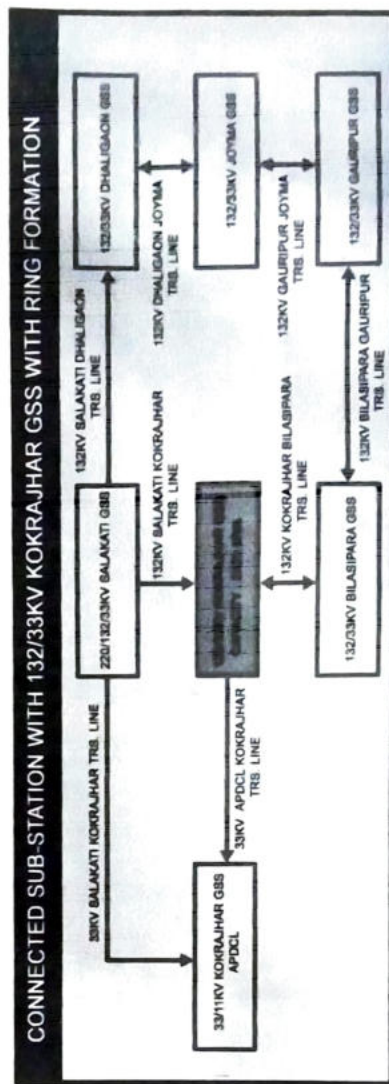 CONNECTED SUB-STATION WITH 132/33KV KOKRAJHAR GSS WITH RING FORMATION
33KV SALAKATI KOKRAJHAR TRS. LINE
220/132/33KV SALAKATI GSS
132KV SALAKATI DHALIGAON
TRS. LINE
132/33KV DHALIGAON GSS
132KV SALAKATI KOKRAJHAR
TRS. LINE
132KV DHALIGAON JOYMA
TRS. LINE
33/11KV KOKRAJHAR GSS
APDCL
33KV APDCL KOKRAJHAR
TRS. LINE
132/33KV JOYMA GSS
132KV KOKRAJHAR BILASIPARA
TRS. LINE
132KV GAURIPUR JOYMA
TRS. LINE
132/33KV BILASIPARA GSS
132KV BILASIPARA GAURIPUR
TRS. LINE
132/33KV GAURIPUR GSS